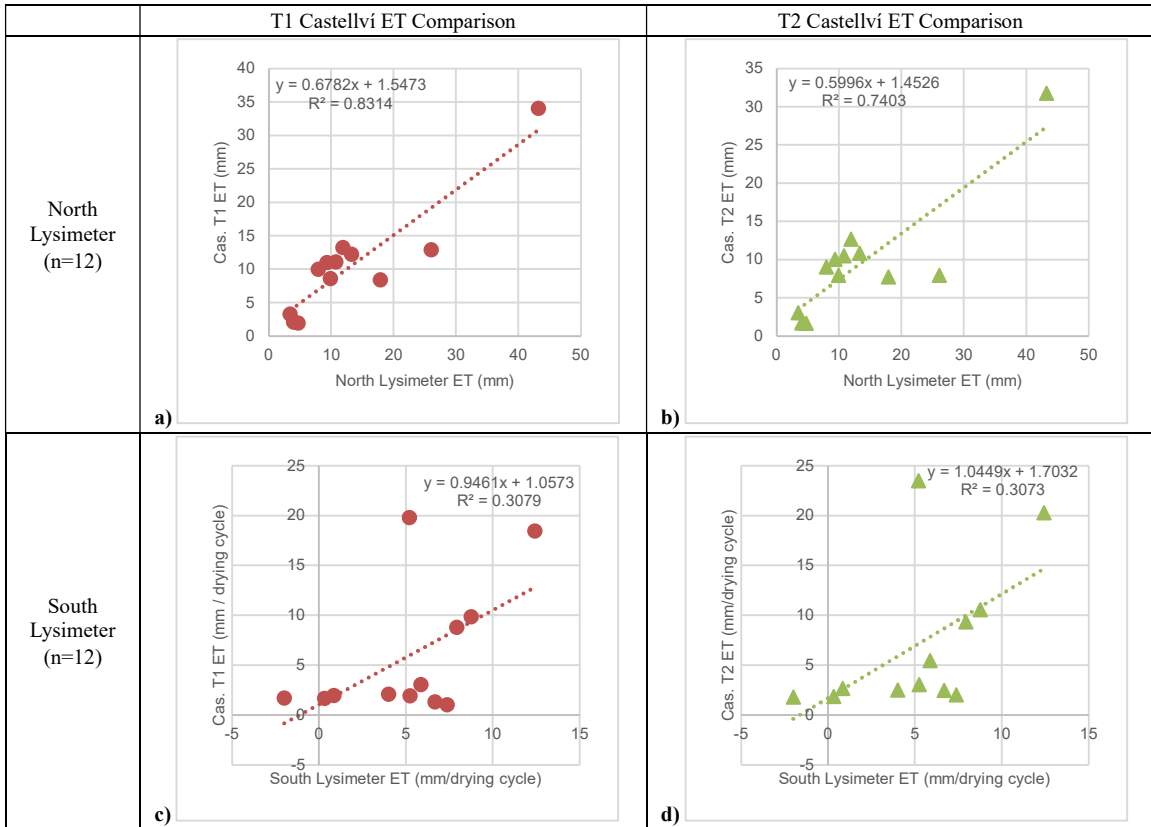 T1 Castellví ET Comparison
T2 Castellví ET Comparison
North
Lysimeter
(n=12)
y = 0.6782x + 1.5473
R² = 0.8314
40
35
30
25
20
15
10
5
0
Cas. T1 ET (mm)
0 10 20 30 40 50
North Lysimeter ET (mm)
a)
y = 0.5996x + 1.4526
R² = 0.7403
35
30
25
20
15
10
5
0
Cas. T2 ET (mm)
0 10 20 30 40 50
North Lysimeter ET (mm)
b)
South
Lysimeter
(n=12)
y = 0.9461x + 1.0573
R² = 0.3079
25
20
15
10
5
0
-5
Cas. T1 ET (mm / drying cycle)
-5 0 5 10 15
South Lysimeter ET (mm/drying cycle)
c)
y = 1.0449x + 1.7032
R² = 0.3073
25
20
15
10
5
0
-5
Cas. T2 ET (mm/drying cycle)
-5 0 5 10 15
South Lysimeter ET (mm/drying cycle)
d)